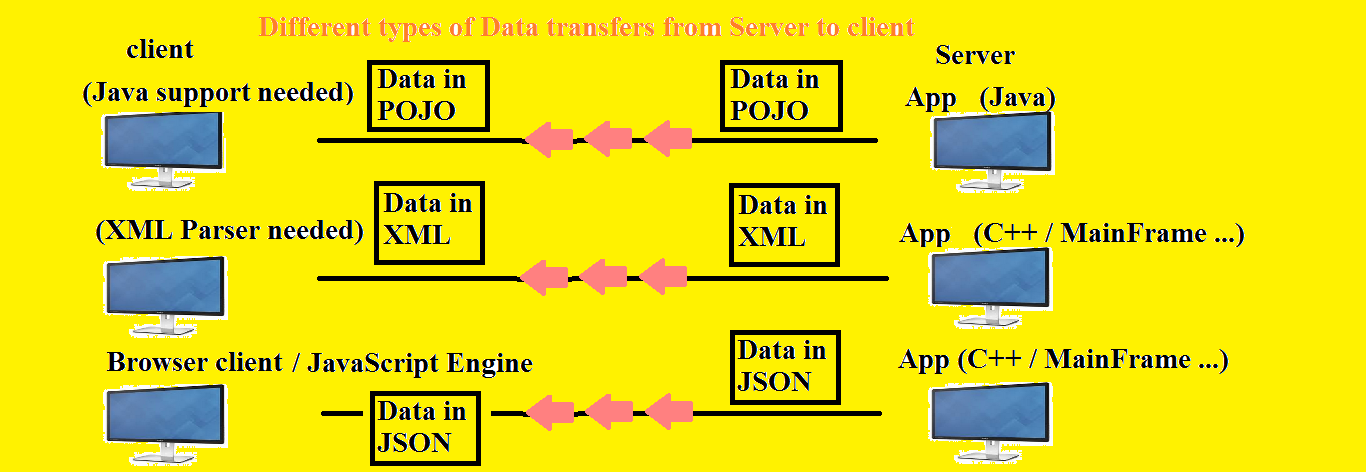 Different types of Data transfers from Server to client
client
Server
(Java support needed)
Data in
POJO
Data in
POJO
App (Java)
(XML Parser needed)
Data in
XML
Data in
XML
App (C++ / MainFrame ...)
Browser client / JavaScript Engine
Data in
JSON
Data in
JSON
App (C++ / MainFrame ...)